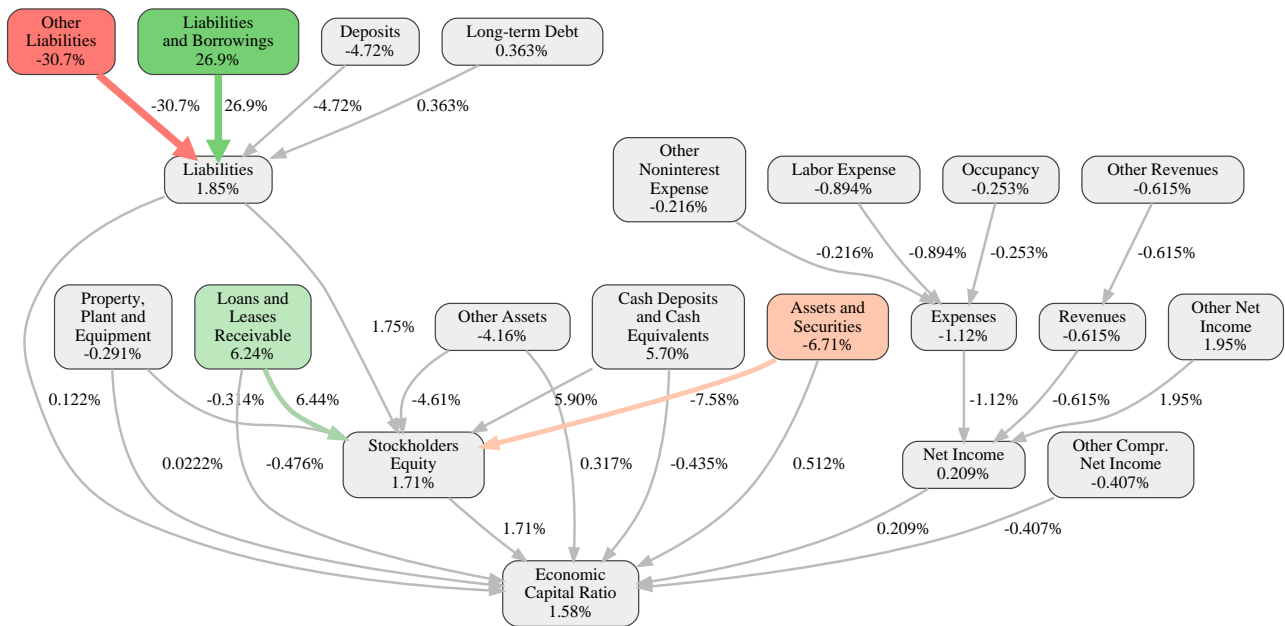 Other
Liabilities
-30.7%
Liabilities
and Borrowings
26.9%
Deposits
-4.72%
Long-term Debt
0.363%
-30.7%
26.9%
-4.72%
0.363%
Liabilities
1.85%
Other
Noninterest
Expense
-0.216%
Labor Expense
-0.894%
Occupancy
-0.253%
Other Revenues
-0.615%
-0.216%
-0.894%
-0.253%
-0.615%
Property,
Plant and
Equipment
-0.291%
Loans and
Leases
Receivable
6.24%
1.75%
Other Assets
-4.16%
Cash Deposits
and Cash
Equivalents
5.70%
Assets and
Securities
-6.71%
Expenses
-1.12%
Revenues
-0.615%
Other Net
Income
1.95%
0.122%
-0.314%
6.44%
-4.61%
5.90%
-7.58%
-1.12%
-0.615%
1.95%
0.0222%
-0.476%
Stockholders
Equity
1.71%
0.317%
-0.435%
0.512%
Net Income
0.209%
Other Compr.
Net Income
-0.407%
1.71%
0.209%
-0.407%
Economic
Capital Ratio
1.58%